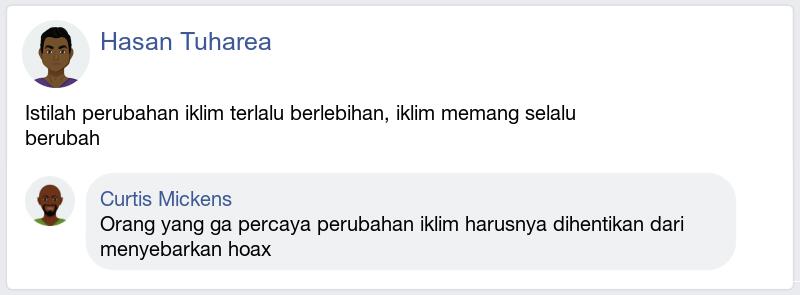 Hasan Tuharea
Istilah perubahan iklim terlalu berlebihan, iklim memang selalu
berubah
Curtis Mickens
Orang yang ga percaya perubahan iklim harusnya dihentikan dari
menyebarkan hoax